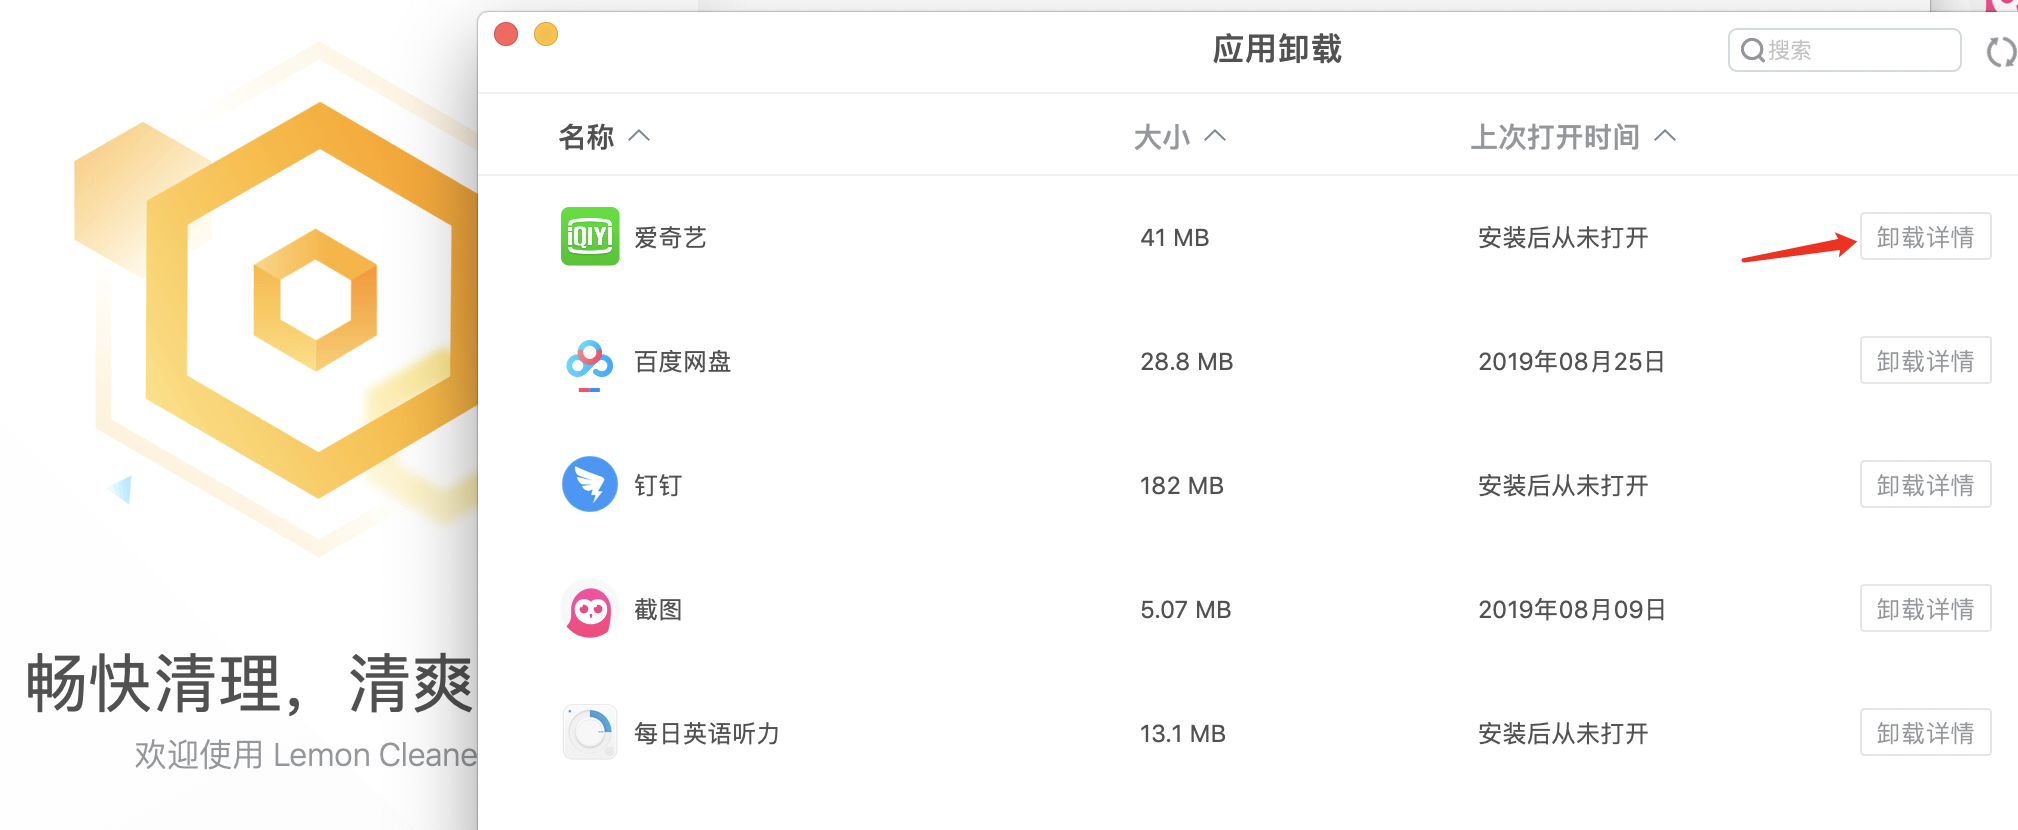 应用卸载
搜索
名称 大小 上次打开时间
iQIYI 爱奇艺 41 MB 安装后从未打开 卸载详情
百度网盘 28.8 MB 2019年08月25日 卸载详情
钉钉 182 MB 安装后从未打开 卸载详情
截图 5.07 MB 2019年08月09日 卸载详情
每日英语听力 13.1 MB 安装后从未打开 卸载详情
畅快清理，清爽
欢迎使用 Lemon Cleane